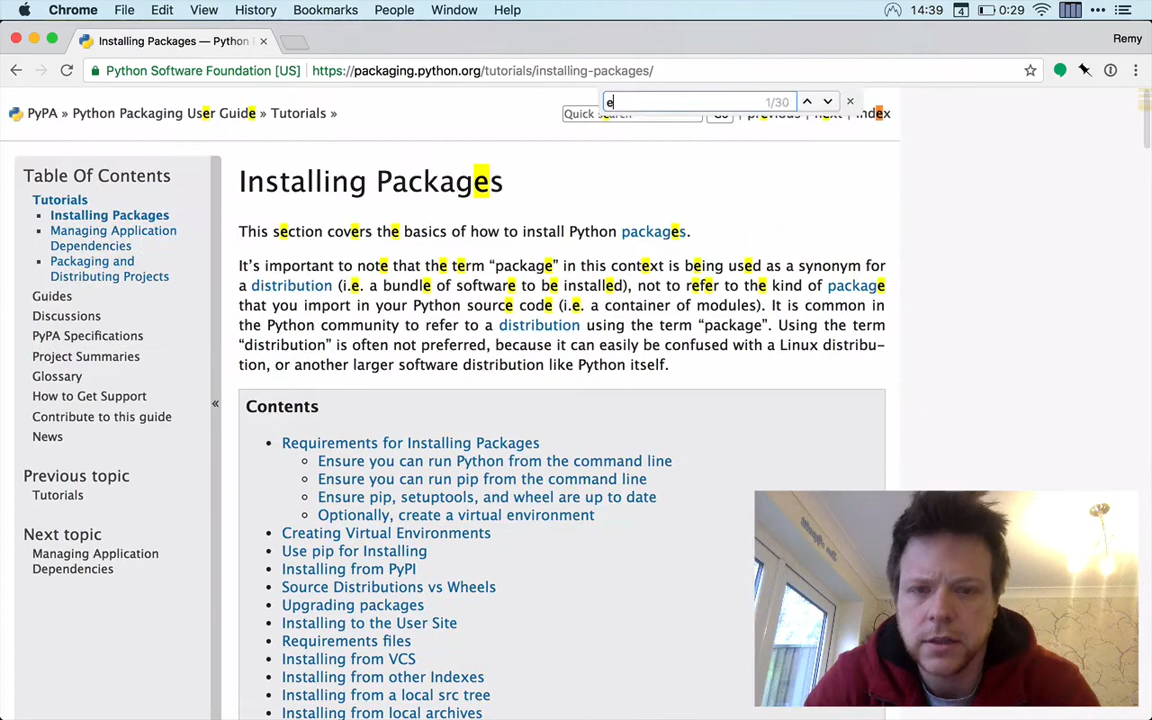 Chrome File Edit View History Bookmarks People Window Help 14:39 4 0:29
Installing Packages — Python
Remy
Python Software Foundation [US] https://packaging.python.org/tutorials/installing-packages/
e 1/30
PyPA » Python Packaging User Guide » Tutorials » Quick search Go | previous | next | index
Table Of Contents
Tutorials
Installing Packages
Managing Application
Dependencies
Packaging and
Distributing Projects
Guides
Discussions
PyPA Specifications
Project Summaries
Glossary
How to Get Support
Contribute to this guide
News
Previous topic
Tutorials
Next topic
Managing Application
Dependencies
«
Installing Packages
This section covers the basics of how to install Python packages.
It’s important to note that the term “package” in this context is being used as a synonym for
a distribution (i.e. a bundle of software to be installed), not to refer to the kind of package
that you import in your Python source code (i.e. a container of modules). It is common in
the Python community to refer to a distribution using the term “package”. Using the term
“distribution” is often not preferred, because it can easily be confused with a Linux distribu-
tion, or another larger software distribution like Python itself.
Contents
• Requirements for Installing Packages
◦ Ensure you can run Python from the command line
◦ Ensure you can run pip from the command line
◦ Ensure pip, setuptools, and wheel are up to date
◦ Optionally, create a virtual environment
• Creating Virtual Environments
• Use pip for Installing
• Installing from PyPI
• Source Distributions vs Wheels
• Upgrading packages
• Installing to the User Site
• Requirements files
• Installing from VCS
• Installing from other Indexes
• Installing from a local src tree
• Installing from local archives